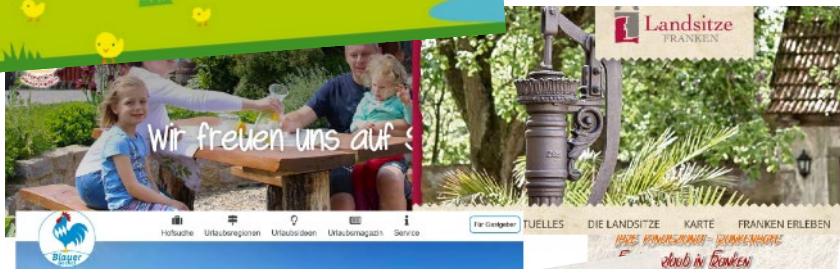 Landsitze
FRANKEN
Wir freuen uns auf
Hofsuche Urlaubsregionen Urlaubsideen Urlaubsmagazin Service
Für Gastgeber
TUELLES DIE LANDSITZE KARTE FRANKEN ERLEBEN
Blauer